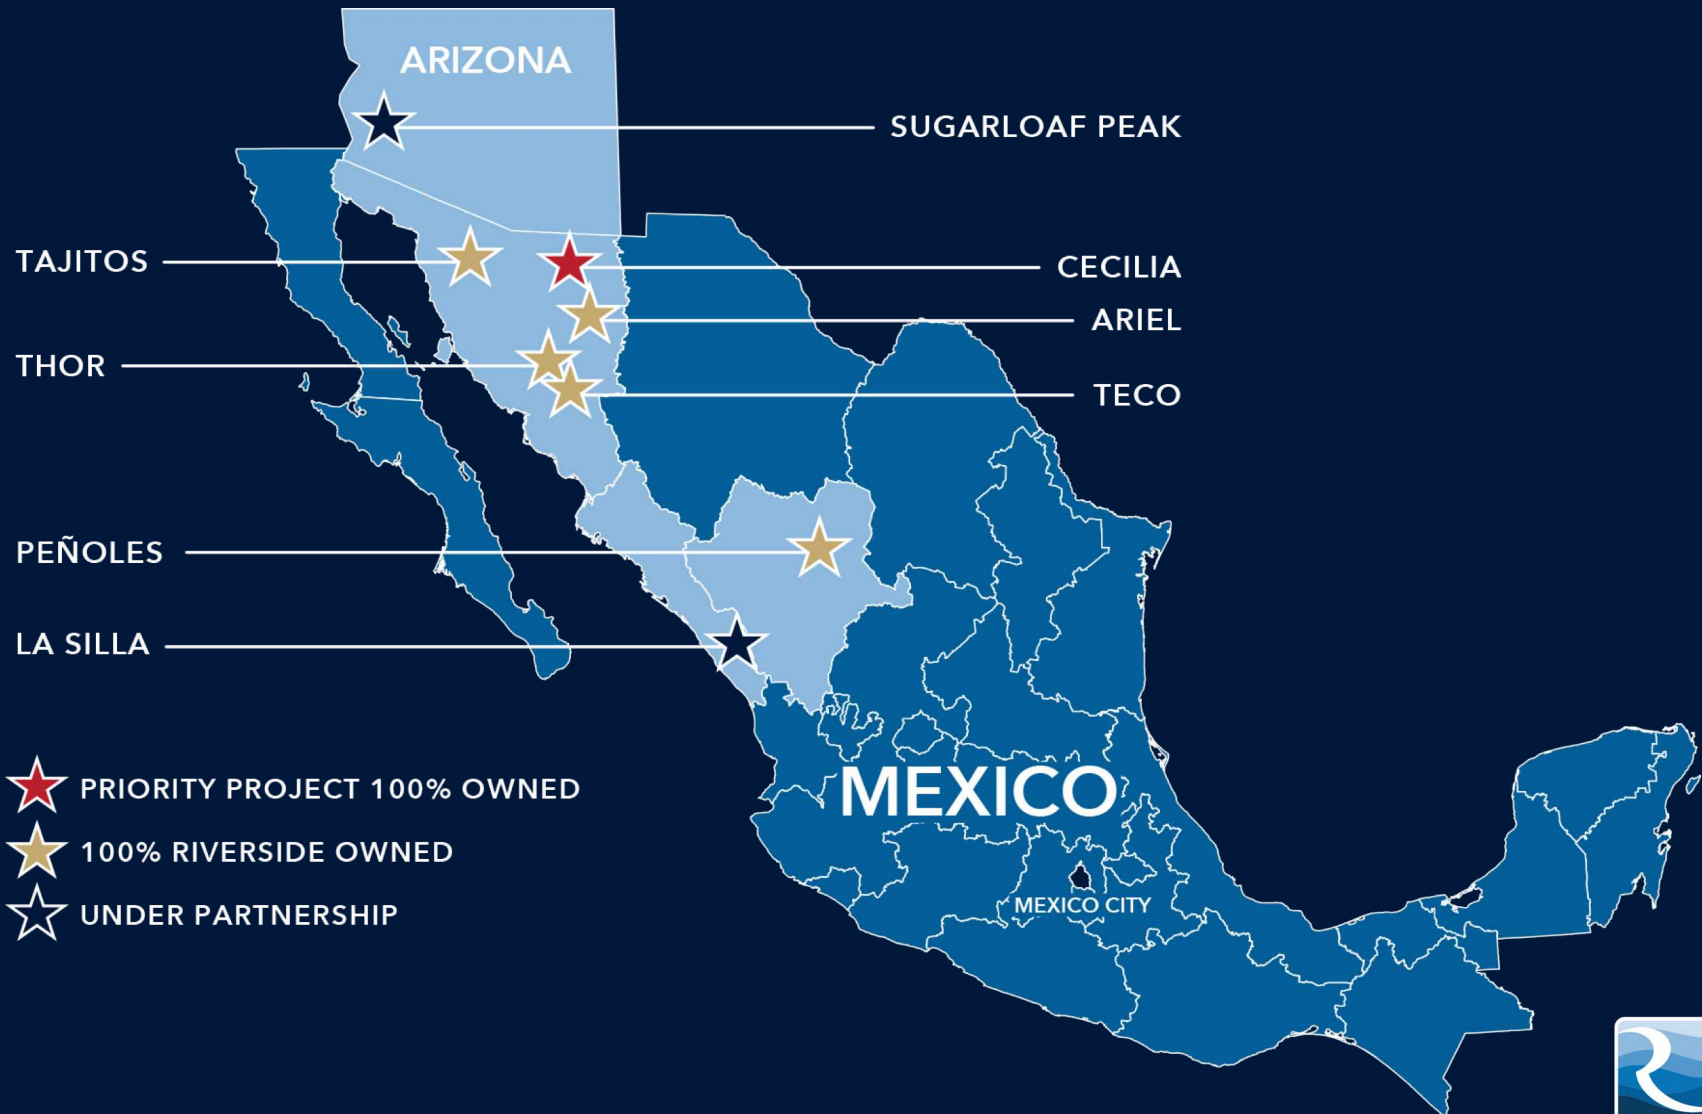 ARIZONA
SUGARLOAF PEAK
TAJITOS
CECILIA
ARIEL
THOR
TECO
PEÑOLES
LA SILLA
MEXICO
MEXICO CITY
PRIORITY PROJECT 100% OWNED
100% RIVERSIDE OWNED
UNDER PARTNERSHIP